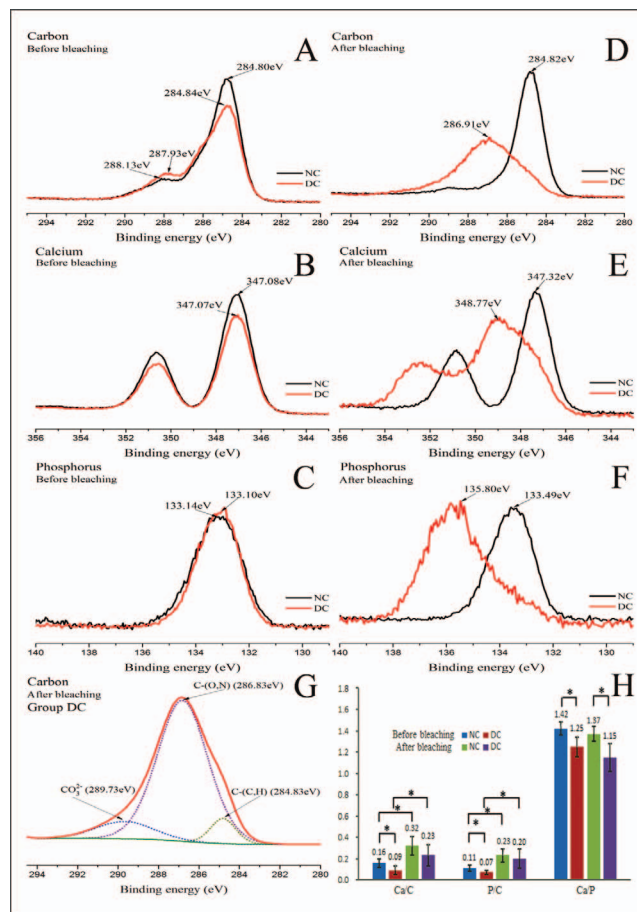 Carbon
Before bleaching
A
284.80eV
284.84eV
287.93eV
288.13eV
NC
DC
294 292 290 288 286 284 282 280
Binding energy (eV)
Carbon
After bleaching
D
284.82eV
286.91eV
NC
DC
294 292 290 288 286 284 282 280
Binding energy (eV)
Calcium
Before bleaching
B
347.08eV
347.07eV
NC
DC
356 353 350 347 344
Binding energy (eV)
Calcium
After bleaching
E
347.32eV
348.77eV
NC
DC
356 353 350 347 344
Binding energy (eV)
Phosphorus
Before bleaching
C
133.14eV
133.10eV
NC
DC
140 138 136 134 132 130
Binding energy (eV)
Phosphorus
After bleaching
F
135.80eV
133.49eV
NC
DC
140 138 136 134 132 130
Binding energy (eV)
Carbon
After bleaching
Group DC
G
C-(O,N) (286.83eV)
CO₃²⁻ (289.73eV)
C-(C,H) (284.83eV)
294 292 290 288 286 284 282 280
Binding energy (eV)
H
1.8
1.6
1.4
1.2
1.0
0.8
0.6
0.4
0.2
0.0
Before bleaching NC DC
After bleaching NC DC
* * * * * * * *
0.16 0.09 0.32 0.23
0.11 0.07 0.23 0.20
1.42 1.25 1.37 1.15
Ca/C P/C Ca/P